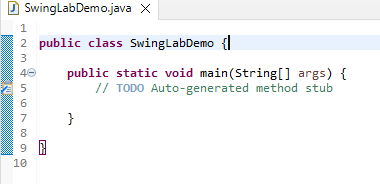 SwingLabDemo.java
1
2 public class SwingLabDemo {
3
4 public static void main(String[] args) {
5 // TODO Auto-generated method stub
6
7 }
8
9 }
10